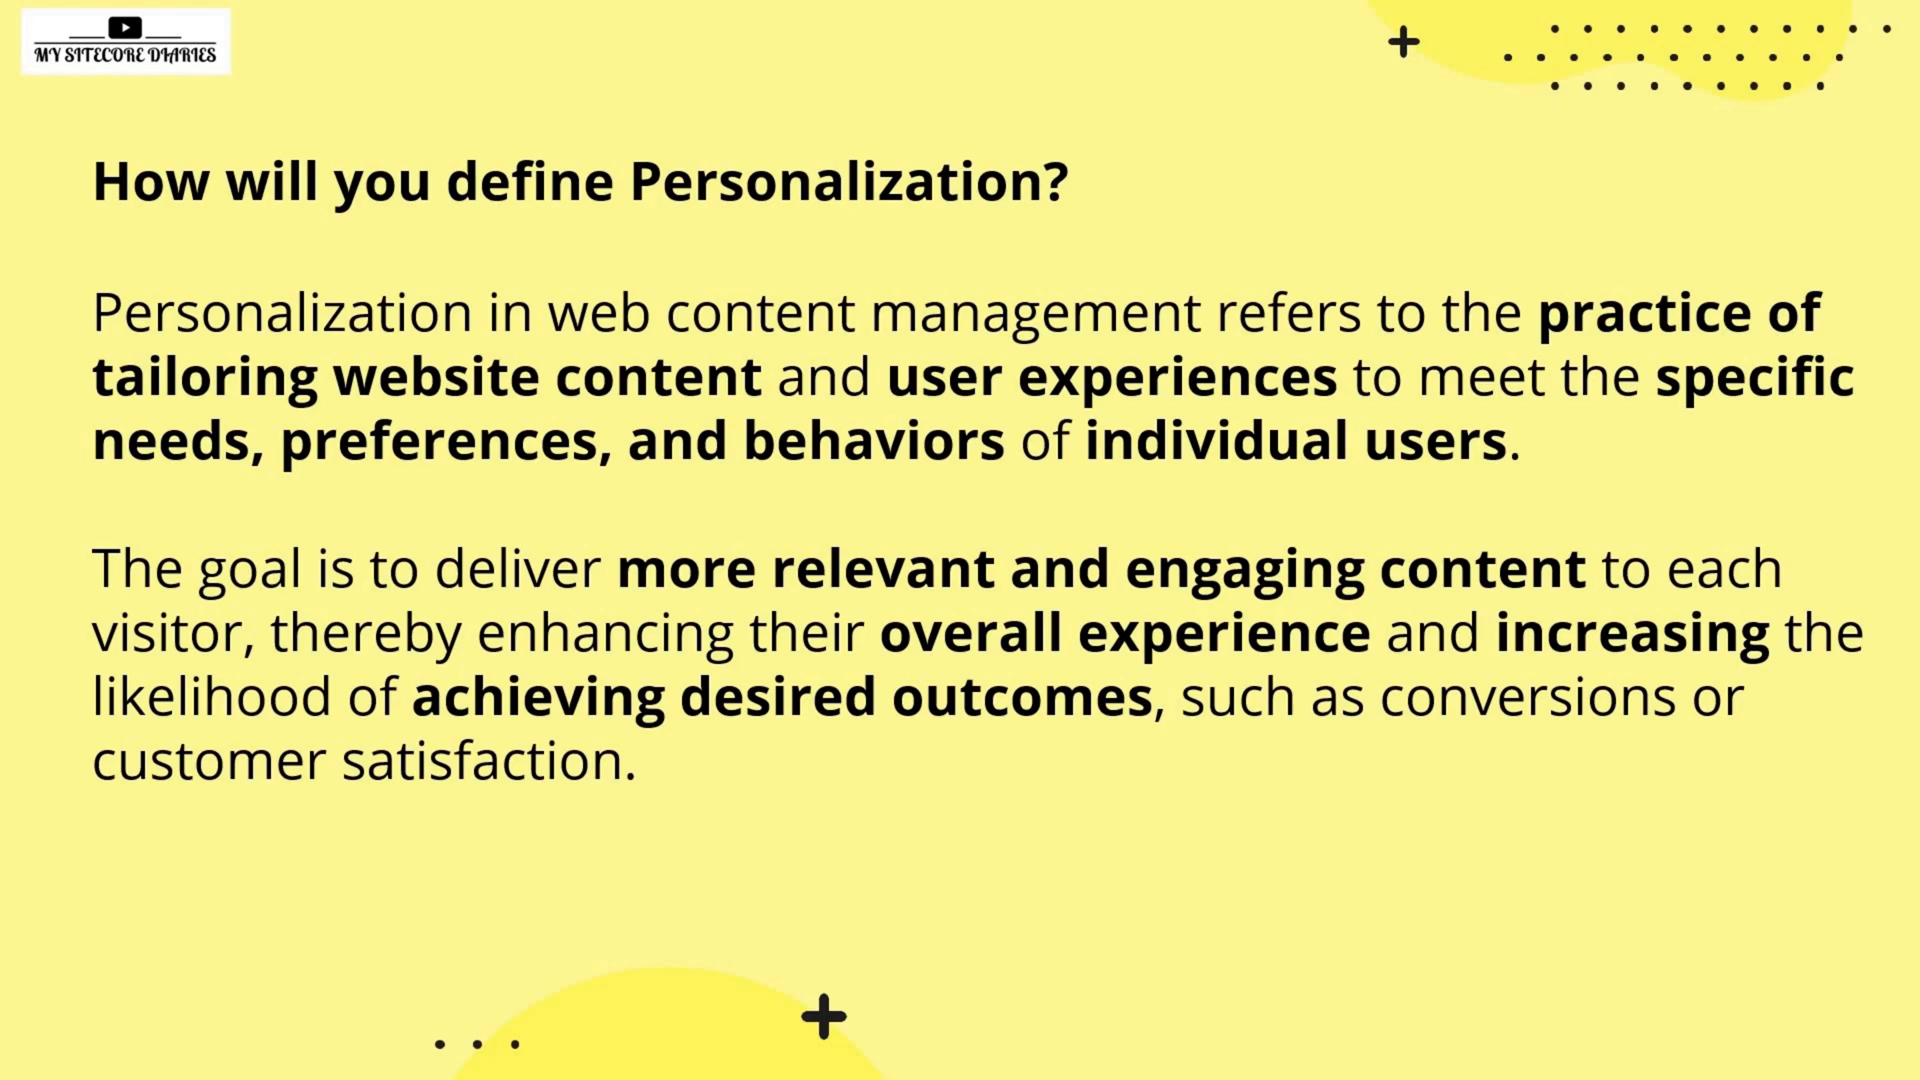 MY SITECORE DIARIES
How will you define Personalization?
Personalization in web content management refers to the practice of
tailoring website content and user experiences to meet the specific
needs, preferences, and behaviors of individual users.
The goal is to deliver more relevant and engaging content to each
visitor, thereby enhancing their overall experience and increasing the
likelihood of achieving desired outcomes, such as conversions or
customer satisfaction.